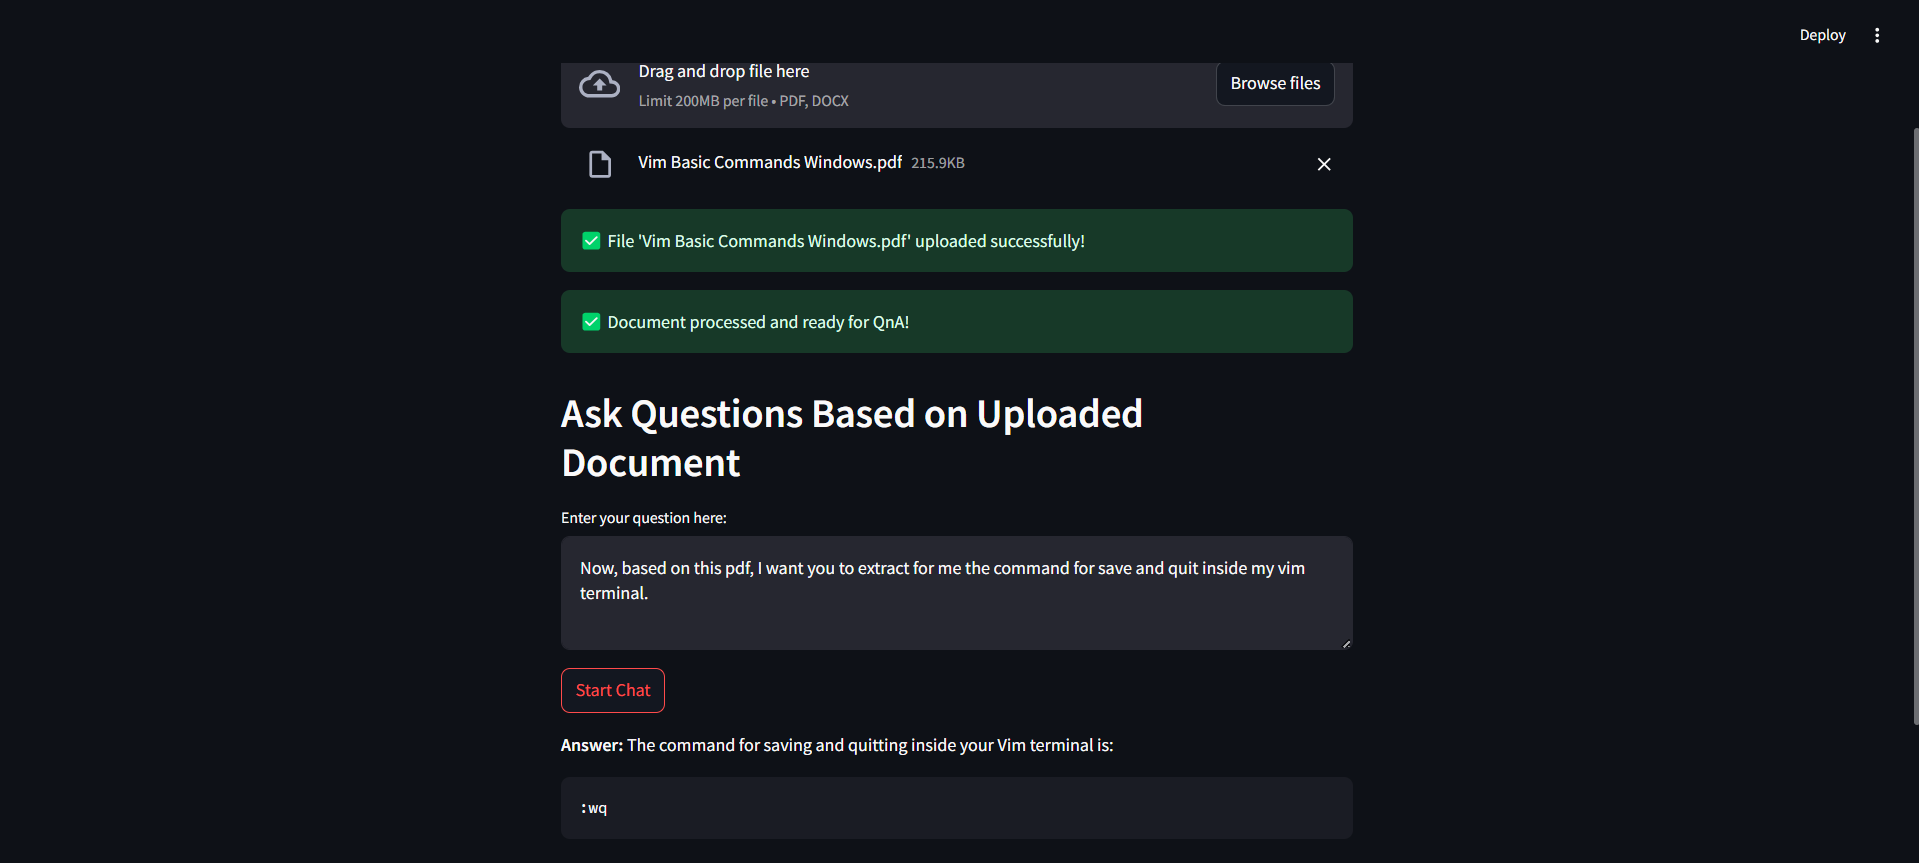 Deploy
Drag and drop file here
Limit 200MB per file • PDF, DOCX
Browse files
Vim Basic Commands Windows.pdf 215.9KB
File 'Vim Basic Commands Windows.pdf' uploaded successfully!
Document processed and ready for QnA!
Ask Questions Based on Uploaded
Document
Enter your question here:
Now, based on this pdf, I want you to extract for me the command for save and quit inside my vim
terminal.
Start Chat
Answer: The command for saving and quitting inside your Vim terminal is:
:wq